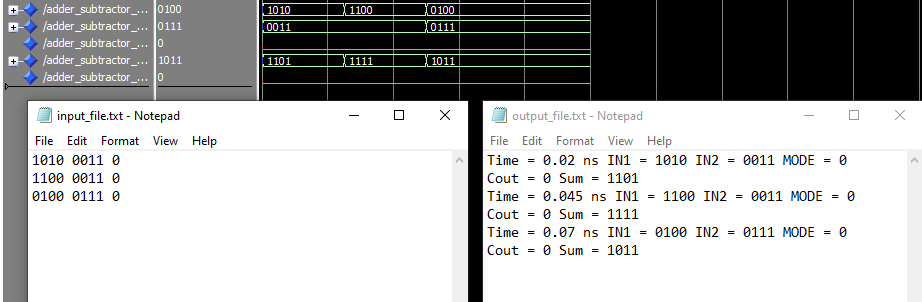 /adder_subtractor_... 0100 1010 1100 0100
/adder_subtractor_... 0111 0011 0111
/adder_subtractor_... 0
/adder_subtractor_... 1011 1101 1111 1011
/adder_subtractor_... 0
input_file.txt - Notepad
File Edit Format View Help
1010 0011 0
1100 0011 0
0100 0111 0
output_file.txt - Notepad
File Edit Format View Help
Time = 0.02 ns IN1 = 1010 IN2 = 0011 MODE = 0
Cout = 0 Sum = 1101
Time = 0.045 ns IN1 = 1100 IN2 = 0011 MODE = 0
Cout = 0 Sum = 1111
Time = 0.07 ns IN1 = 0100 IN2 = 0111 MODE = 0
Cout = 0 Sum = 1011